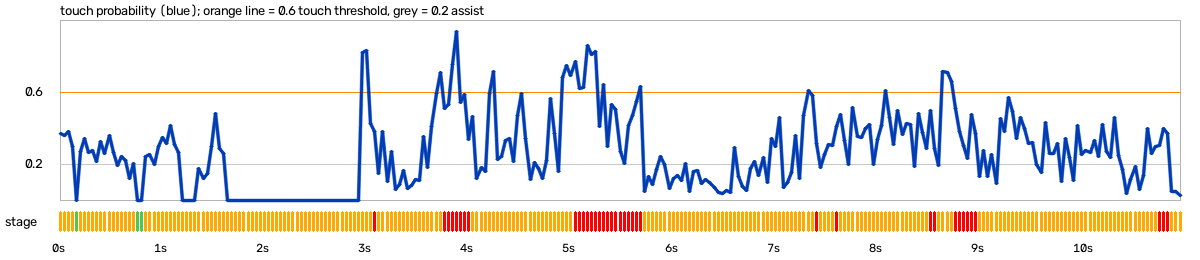 touch probability (blue); orange line = 0.6 touch threshold, grey = 0.2 assist
0.6
0.2
stage
0s 1s 2s 3s 4s 5s 6s 7s 8s 9s 10s